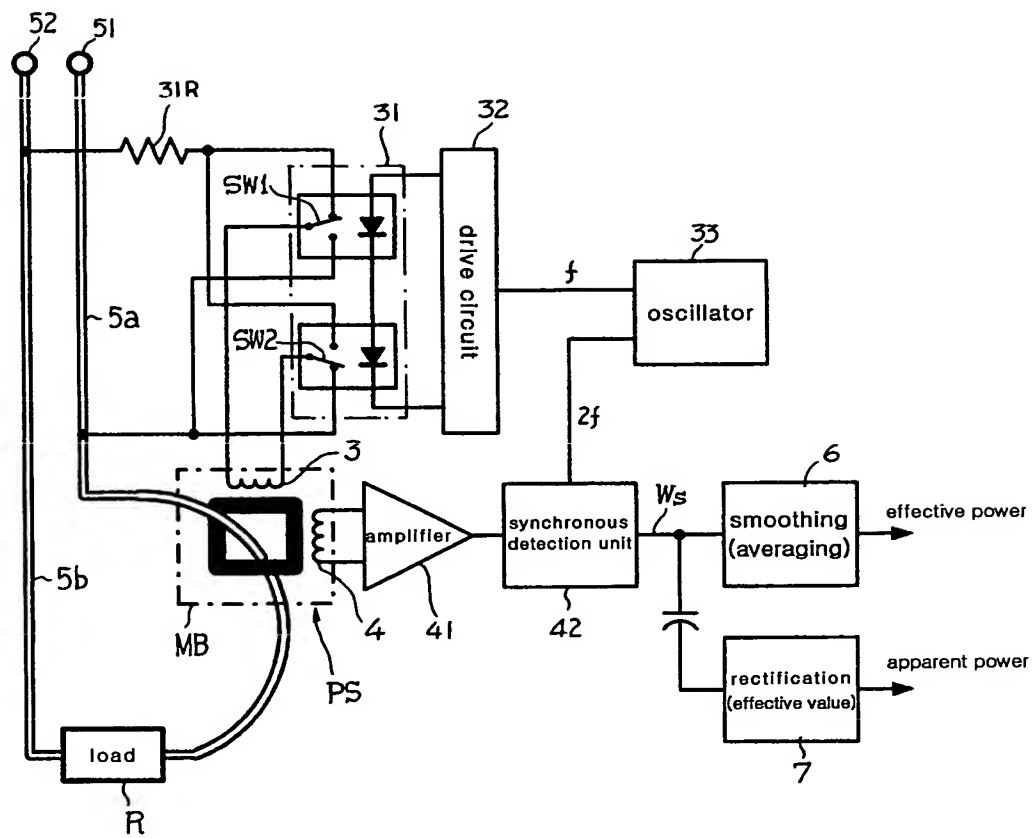 52
51
31R
31
32
SW1
33
drive circuit
f
oscillator
5a
SW2
2f
3
6
Ws
effective power
amplifier
synchronous
detection unit
smoothing
(averaging)
5b
4
41
42
MB
PS
rectification
(effective value)
apparent power
load
7
R